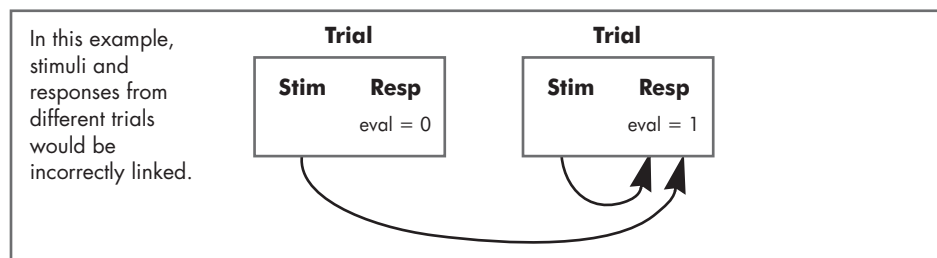 In this example,
stimuli and
responses from
different trials
would be
incorrectly linked.
Trial
Stim Resp
eval = 0
Trial
Stim Resp
eval = 1